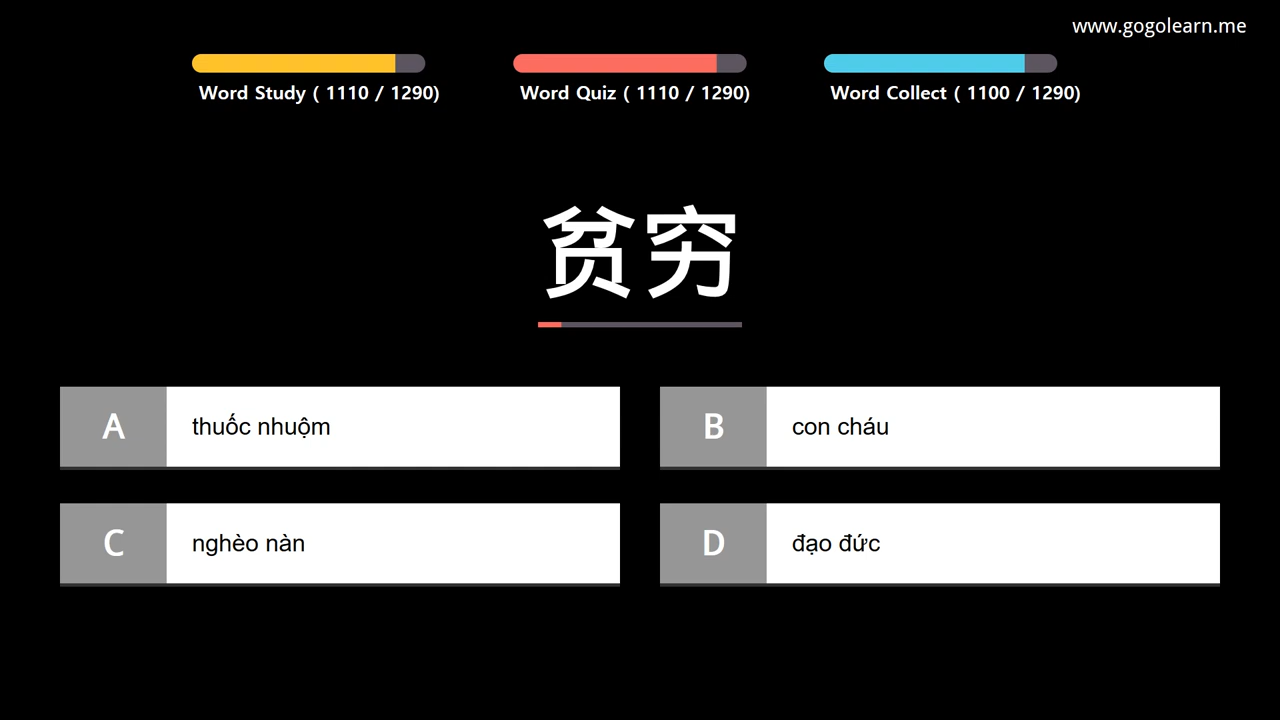 www.gogolearn.me
Word Study ( 1110 / 1290)
Word Quiz ( 1110 / 1290)
Word Collect ( 1100 / 1290)
贫穷
A thuốc nhuộm
B con cháu
C nghèo nàn
D đạo đức